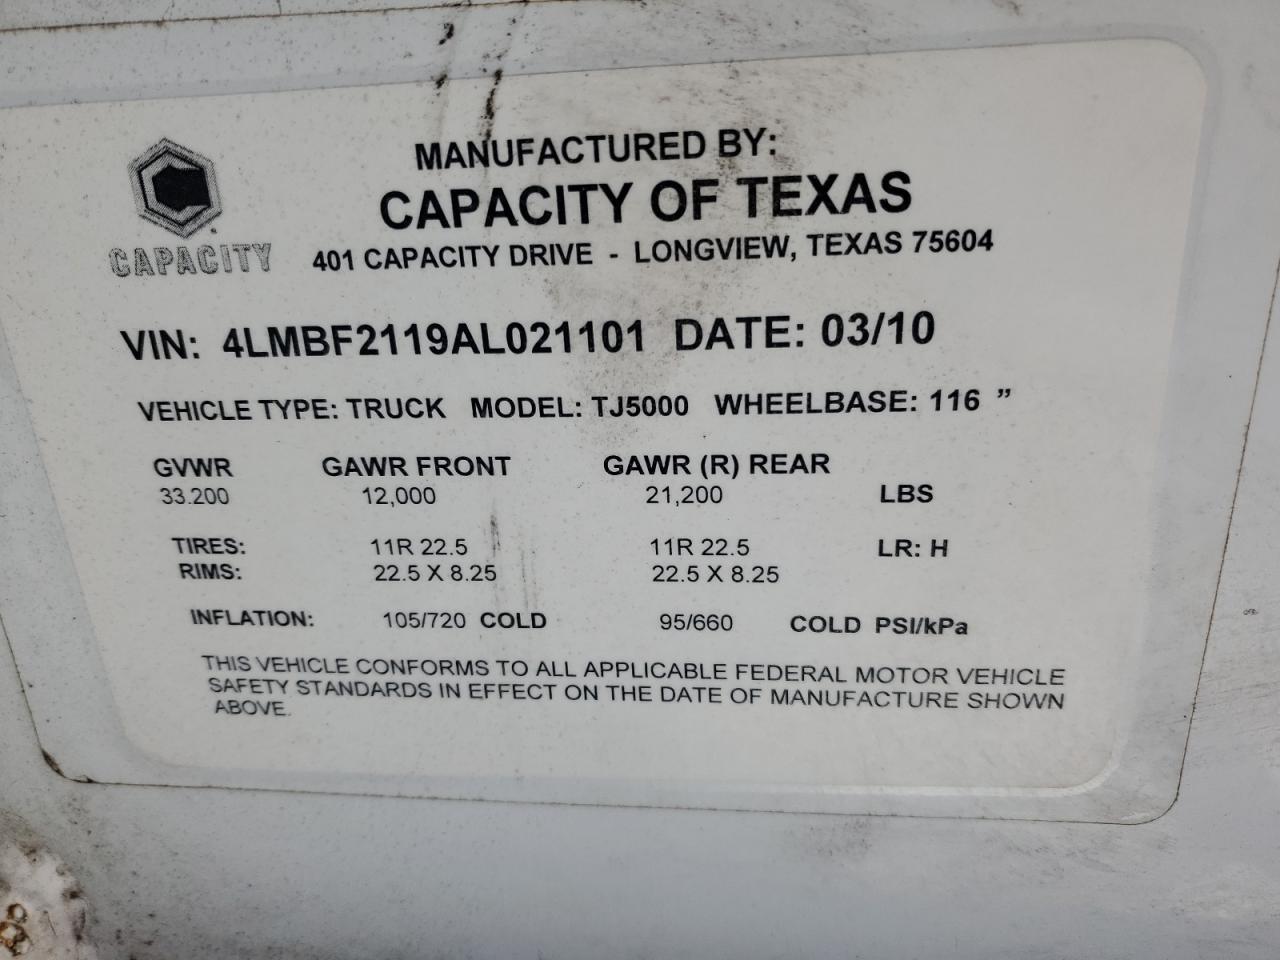 MANUFACTURED BY:
CAPACITY OF TEXAS
CAPACITY
401 CAPACITY DRIVE - LONGVIEW, TEXAS 75604
VIN: 4LMBF2119AL021101 DATE: 03/10
VEHICLE TYPE: TRUCK MODEL: TJ5000 WHEELBASE: 116 ”
GVWR GAWR FRONT GAWR (R) REAR
33.200 12,000 21,200 LBS
TIRES: 11R 22.5 11R 22.5 LR: H
RIMS: 22.5 X 8.25 22.5 X 8.25
INFLATION: 105/720 COLD 95/660 COLD PSI/kPa
THIS VEHICLE CONFORMS TO ALL APPLICABLE FEDERAL MOTOR VEHICLE
SAFETY STANDARDS IN EFFECT ON THE DATE OF MANUFACTURE SHOWN
ABOVE.